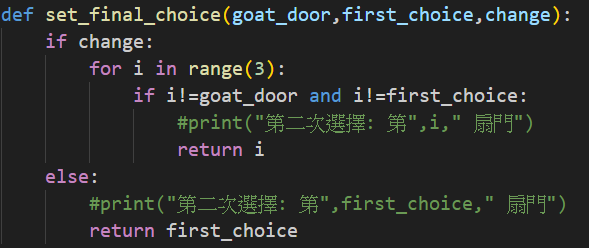 def set_final_choice(goat_door,first_choice,change):
    if change:
        for i in range(3):
            if i!=goat_door and i!=first_choice:
                #print("第二次選擇: 第",i," 扇門")
                return i
    else:
        #print("第二次選擇: 第",first_choice," 扇門")
        return first_choice